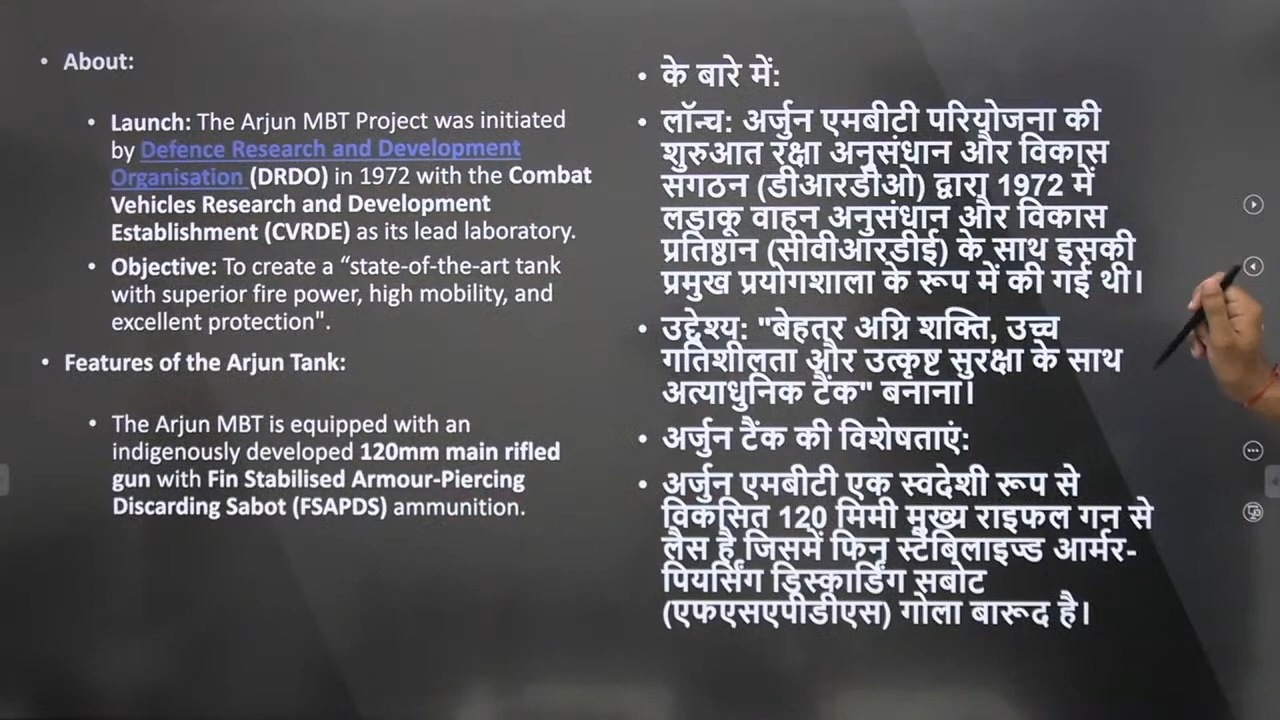 • About:
• Launch: The Arjun MBT Project was initiated
by Defence Research and Development
Organisation (DRDO) in 1972 with the Combat
Vehicles Research and Development
Establishment (CVRDE) as its lead laboratory.
• Objective: To create a “state-of-the-art tank
with superior fire power, high mobility, and
excellent protection".
• Features of the Arjun Tank:
• The Arjun MBT is equipped with an
indigenously developed 120mm main rifled
gun with Fin Stabilised Armour-Piercing
Discarding Sabot (FSAPDS) ammunition.
• के बारे में:
• लॉन्च: अर्जुन एमबीटी परियोजना की
शुरुआत रक्षा अनुसंधान और विकास
संगठन (डीआरडीओ) द्वारा 1972 में
लड़ाकू वाहन अनुसंधान और विकास
प्रतिष्ठान (सीवीआरडीई) के साथ इसकी
प्रमुख प्रयोगशाला के रूप में की गई थी।
• उद्देश्य: "बेहतर अग्नि शक्ति, उच्च
गतिशीलता और उत्कृष्ट सुरक्षा के साथ
अत्याधुनिक टैंक" बनाना।
• अर्जुन टैंक की विशेषताएं:
• अर्जुन एमबीटी एक स्वदेशी रूप से
विकसित 120 मिमी मुख्य राइफल गन से
लैस है जिसमें फिन स्टैबिलाइज्ड आर्मर-
पियर्सिंग डिस्कार्डिंग सबोट
(एफएसएपीडीएस) गोला बारूद है।